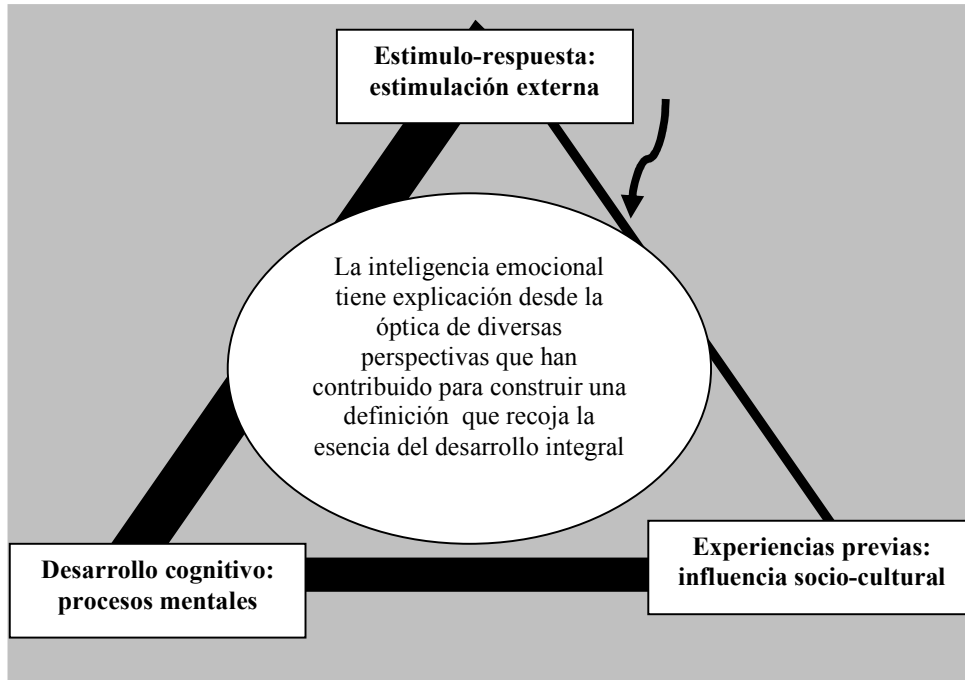 Estimulo-respuesta:
estimulación externa
La inteligencia emocional
tiene explicación desde la
óptica de diversas
perspectivas que han
contribuido para construir una
definición  que recoja la
esencia del desarrollo integral
Desarrollo cognitivo:
procesos mentales
Experiencias previas:
influencia socio-cultural